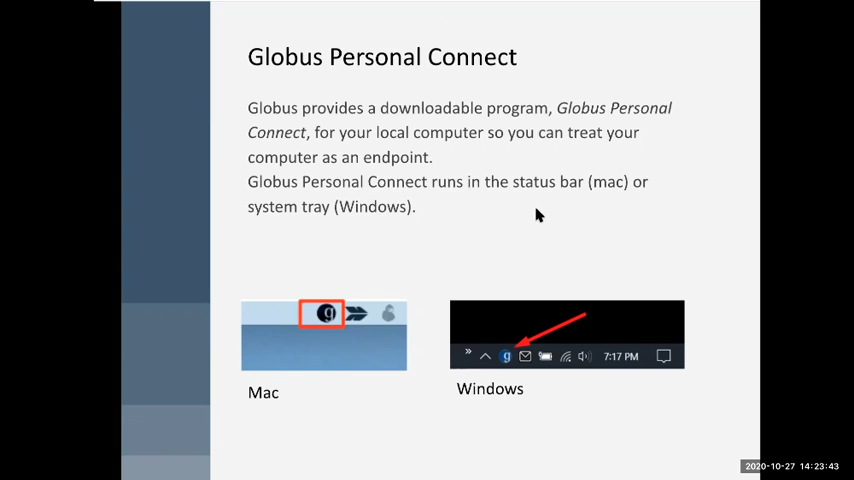 Globus Personal Connect
Globus provides a downloadable program, Globus Personal
Connect, for your local computer so you can treat your
computer as an endpoint.
Globus Personal Connect runs in the status bar (mac) or
system tray (Windows).
g
g
7:17 PM
Mac
Windows
2020-10-27 14:23:43